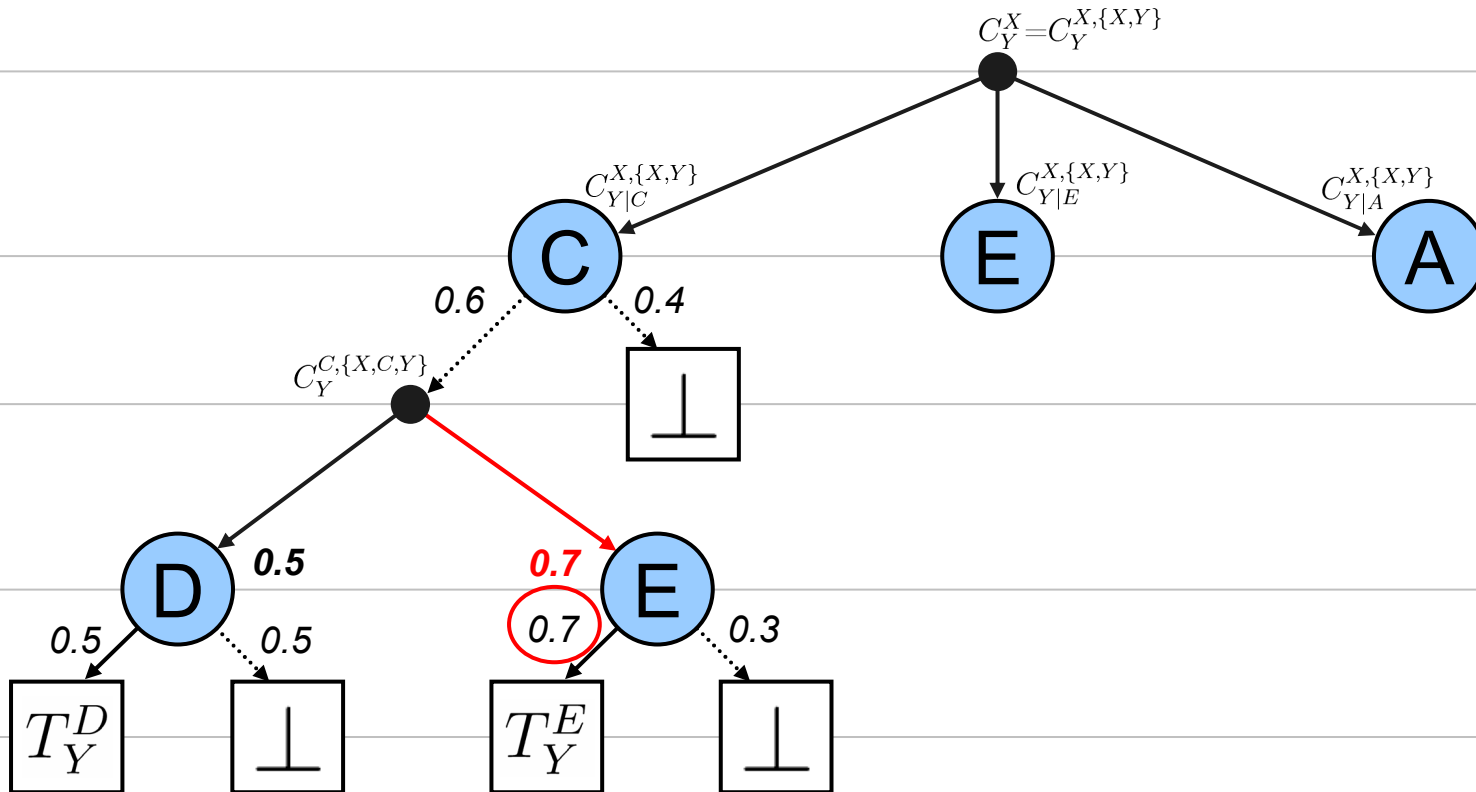 $C_Y^X = C_Y^{X,\{X,Y\}}$
$C_{Y|C}^{X,\{X,Y\}}$ $C_{Y|E}^{X,\{X,Y\}}$ $C_{Y|A}^{X,\{X,Y\}}$
C E A
0.6 0.4
$C_Y^{C,\{X,C,Y\}}$
⊥
D 0.5 0.7 E
0.5 0.5 0.7 0.3
$T_Y^D$ ⊥ $T_Y^E$ ⊥